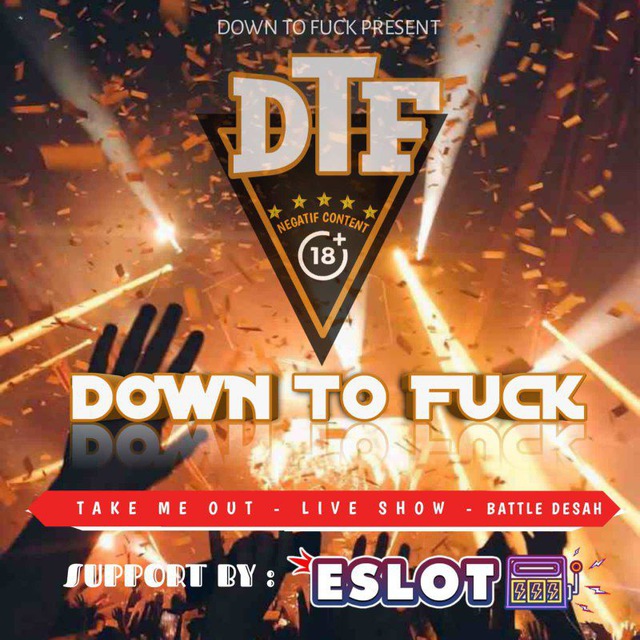 DOWN TO FUCK PRESENT
DTF
NEGATIF CONTENT
18+
DOWN TO FUCK
TAKE ME OUT - LIVE SHOW - BATTLE DESAH
SUPPORT BY : ESLOT